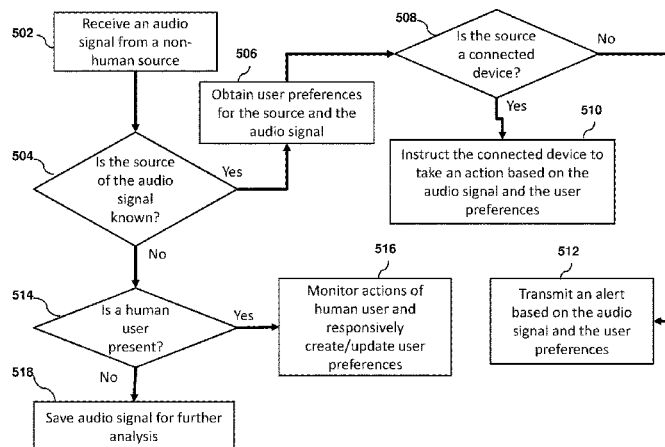 502
Receive an audio
signal from a non-
human source
504
Is the source
of the audio
signal
known?
Yes
No
506
Obtain user preferences
for the source and the
audio signal
508
Is the source
a connected
device?
No
Yes
510
Instruct the connected device to
take an action based on the
audio signal and the user
preferences
512
Transmit an alert
based on the audio
signal and the user
preferences
514
Is a human
user
present?
Yes
No
516
Monitor actions of
human user and
responsively
create/update user
preferences
518
Save audio signal for further
analysis